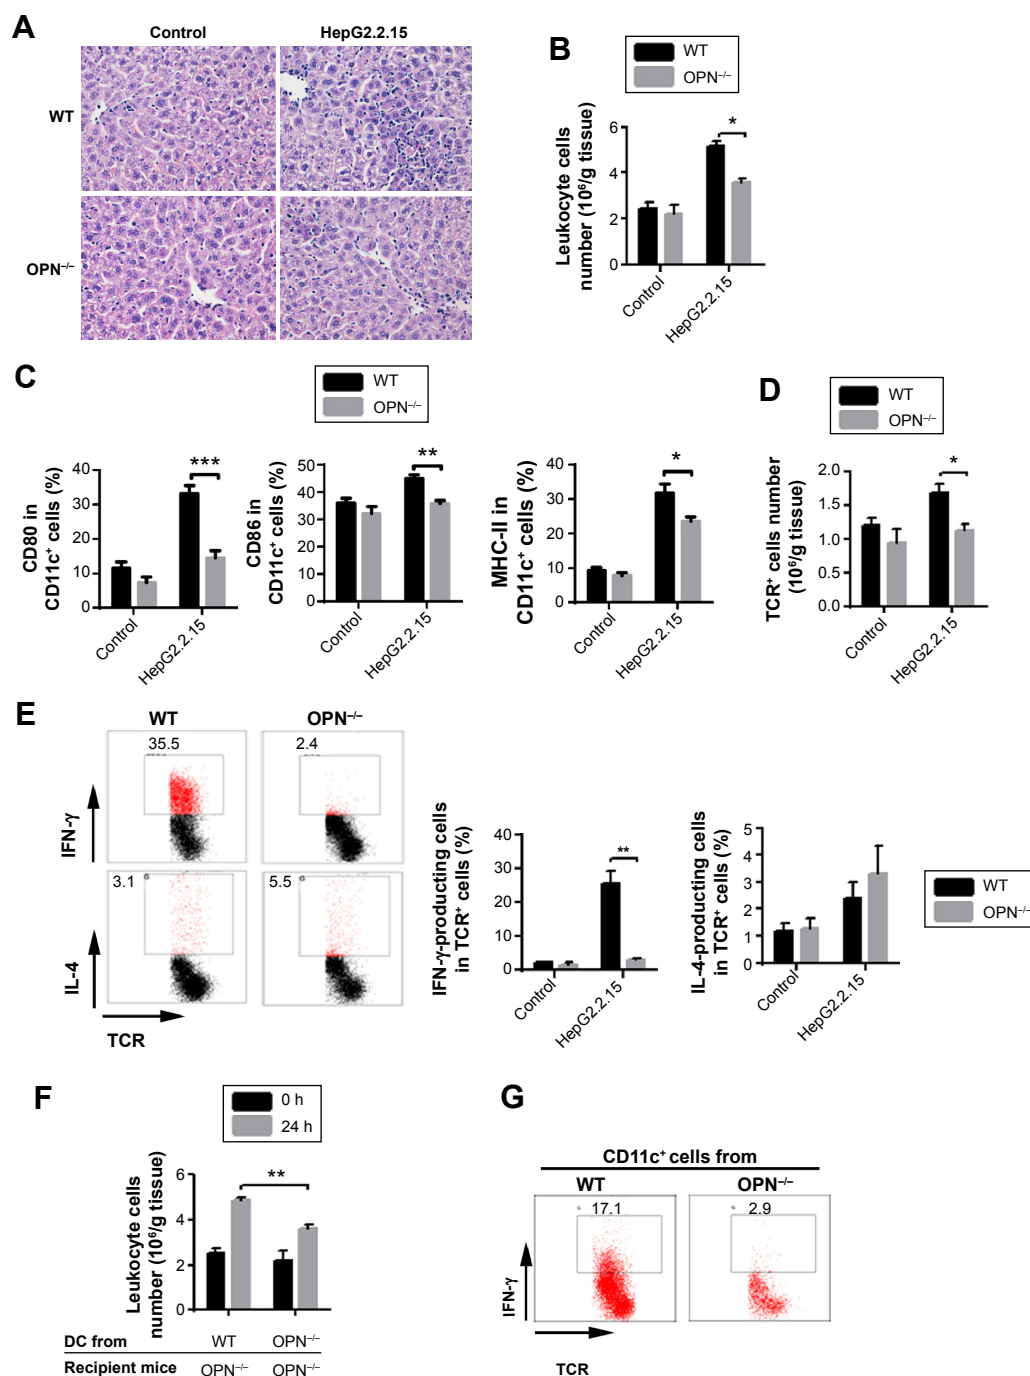 A
Control
HepG2.2.15
WT
OPN⁻/⁻
B
WT
OPN⁻/⁻
Leukocyte cells
number (10⁶/g tissue)
6
4
2
0
*
Control
HepG2.2.15
C
WT
OPN⁻/⁻
CD80 in
CD11c⁺ cells (%)
40
30
20
10
0
***
Control
HepG2.2.15
CD86 in
CD11c⁺ cells (%)
50
40
30
20
10
0
**
Control
HepG2.2.15
MHC-II in
CD11c⁺ cells (%)
40
30
20
10
0
*
Control
HepG2.2.15
D
WT
OPN⁻/⁻
TCR⁺ cells number
(10⁶/g tissue)
2.0
1.5
1.0
0.5
0.0
*
Control
HepG2.2.15
E
WT
OPN⁻/⁻
35.5
2.4
IFN-γ
3.1
5.5
IL-4
TCR
IFN-γ-producting cells
in TCR⁺ cells (%)
40
30
20
10
0
**
Control
HepG2.2.15
IL-4-producting cells
in TCR⁺ cells (%)
5
4
3
2
1
0
Control
HepG2.2.15
WT
OPN⁻/⁻
F
0 h
24 h
Leukocyte cells
number (10⁶/g tissue)
6
4
2
0
**
DC from WT OPN⁻/⁻
Recipient mice OPN⁻/⁻ OPN⁻/⁻
G
CD11c⁺ cells from
WT
OPN⁻/⁻
17.1
2.9
IFN-γ
TCR